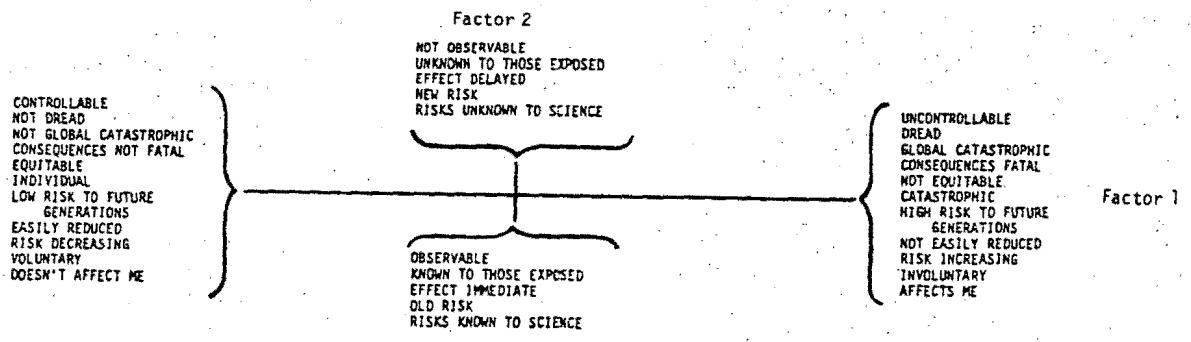 Factor 2
NOT OBSERVABLE
UNKNOWN TO THOSE EXPOSED
EFFECT DELAYED
NEW RISK
RISKS UNKNOWN TO SCIENCE
CONTROLLABLE
NOT DREAD
NOT GLOBAL CATASTROPHIC
CONSEQUENCES NOT FATAL
EQUITABLE
INDIVIDUAL
LOW RISK TO FUTURE
GENERATIONS
EASILY REDUCED
RISK DECREASING
VOLUNTARY
DOESN'T AFFECT ME
UNCONTROLLABLE
DREAD
GLOBAL CATASTROPHIC
CONSEQUENCES FATAL
NOT EQUITABLE
CATASTROPHIC
HIGH RISK TO FUTURE
GENERATIONS
NOT EASILY REDUCED
RISK INCREASING
INVOLUNTARY
AFFECTS ME
Factor 1
OBSERVABLE
KNOWN TO THOSE EXPOSED
EFFECT IMMEDIATE
OLD RISK
RISKS KNOWN TO SCIENCE